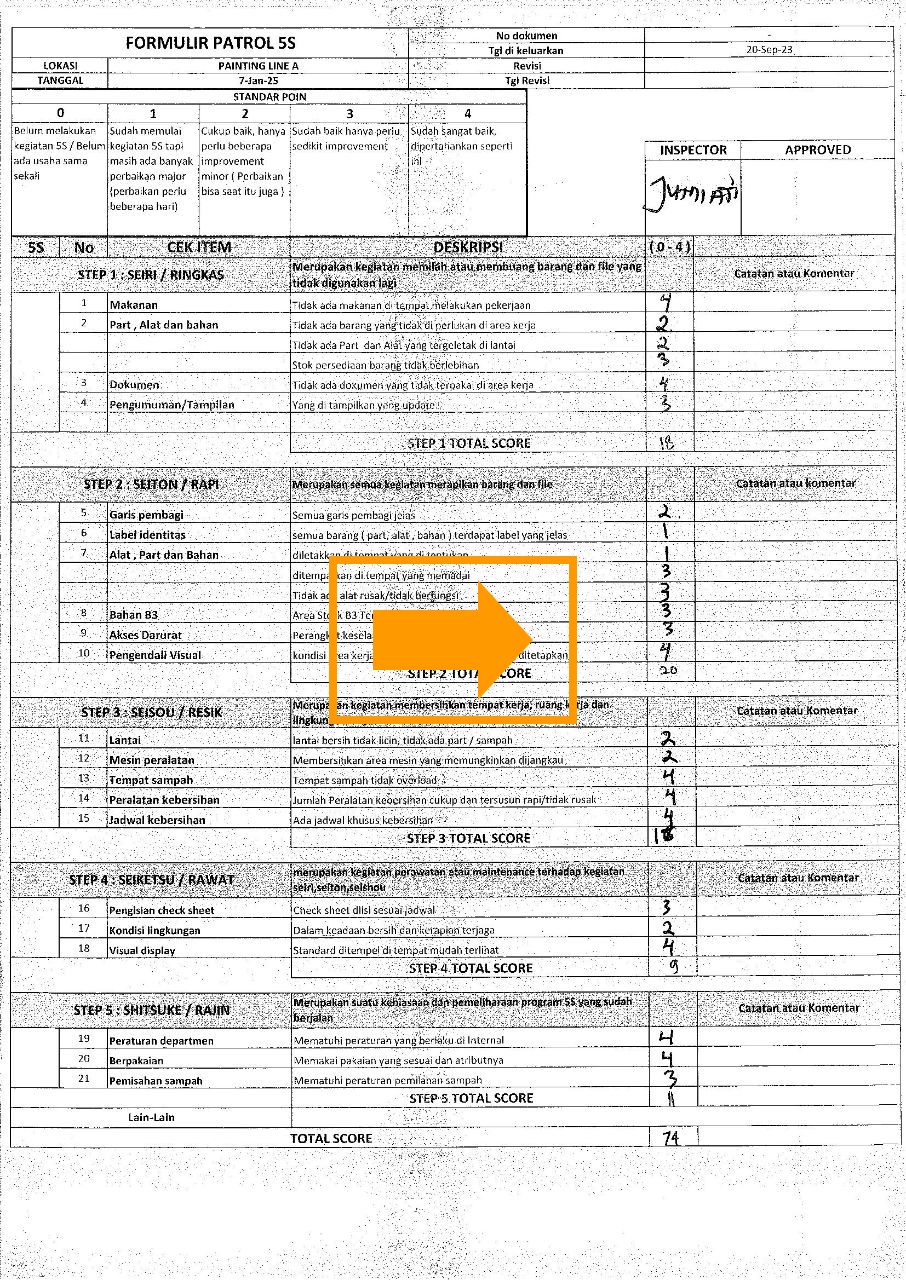 FORMULIR PATROL 5S
No dokumen -
Tgl di keluarkan 20-Sep-23
LOKASI PAINTING LINE A Revisi
TANGGAL 7-Jan-25 Tgl Revisi
STANDAR POIN
0 1 2 3 4
Belum melakukan kegiatan 5S / Belum ada usaha sama sekali
Sudah memulai kegiatan 5S tapi masih ada banyak perbaikan major (perbaikan perlu beberapa hari)
Cukup baik, hanya perlu beberapa improvement minor ( Perbaikan bisa saat itu juga )
Sudah baik hanya perlu sedikit improvement
Sudah sangat baik, dipertahankan seperti ini
INSPECTOR APPROVED
JUMIATI
5S No CEK ITEM DESKRIPSI ( 0 - 4 )
STEP 1 : SEIRI / RINGKAS Merupakan kegiatan memilah atau membuang barang dan file yang tidak digunakan lagi Catatan atau Komentar
1 Makanan Tidak ada makanan di tempat melakukan pekerjaan 4
2 Part , Alat dan bahan Tidak ada barang yang tidak di perlukan di area kerja 2
Tidak ada Part dan Alat yang tergeletak di lantai 2
Stok persediaan barang tidak berlebihan 3
3 Dokumen Tidak ada dokumen yang tidak terpakai di area kerja 4
4 Pengumuman/Tampilan Yang di tampilkan yang update 3
STEP 1 TOTAL SCORE 18
STEP 2 : SEITON / RAPI Merupakan semua kegiatan merapikan barang dan file Catatan atau komentar
5 Garis pembagi Semua garis pembagi jelas 2
6 Label identitas semua barang ( part, alat , bahan ) terdapat label yang jelas 1
7 Alat , Part dan Bahan diletakkan di tempat yang di tentukan 1
ditempatkan di tempat yang memadai 3
Tidak ada alat rusak/tidak berfungsi 3
8 Bahan B3 Area Stok B3 3
9 Akses Darurat Perangkat 3
10 Pengendali Visual kondisi area kerja ditetapkan 4
STEP 2 TOTAL SCORE 20
STEP 3 : SEISOU / RESIK Merupakan kegiatan membersihkan tempat kerja, ruang kerja dan Catatan atau Komentar
11 Lantai lantai bersih tidak licin, tidak ada part / sampah 2
12 Mesin peralatan Membersihkan area mesin yang memungkinkan dijangkau 2
13 Tempat sampah Tempat sampah tidak overload 4
14 Peralatan kebersihan Jumlah Peralatan kebersihan cukup dan tersusun rapi/tidak rusak 4
15 Jadwal kebersihan Ada jadwal khusus kebersihan 4
STEP 3 TOTAL SCORE
STEP 4 : SEIKETSU / RAWAT merupakan kegiatan perawatan atau maintenance terhadap kegiatan seiri,seiton,seishou Catatan atau Komentar
16 Pengisian check sheet Check sheet diisi sesuai jadwal 3
17 Kondisi lingkungan Dalam keadaan bersih dan kerapian terjaga 2
18 Visual display Standard ditempel di tempat mudah terlihat 4
STEP 4 TOTAL SCORE 9
STEP 5 : SHITSUKE / RAJIN Merupakan suatu kebiasaan dan pemeliharaan program 5S yang sudah berjalan Catatan atau Komentar
19 Peraturan departmen Mematuhi peraturan yang berlaku di Internal 4
20 Berpakaian Memakai pakaian yang sesuai dan atributnya 4
21 Pemisahan sampah Mematuhi peraturan pemilahan sampah 3
STEP 5 TOTAL SCORE 11
Lain-Lain
TOTAL SCORE 74